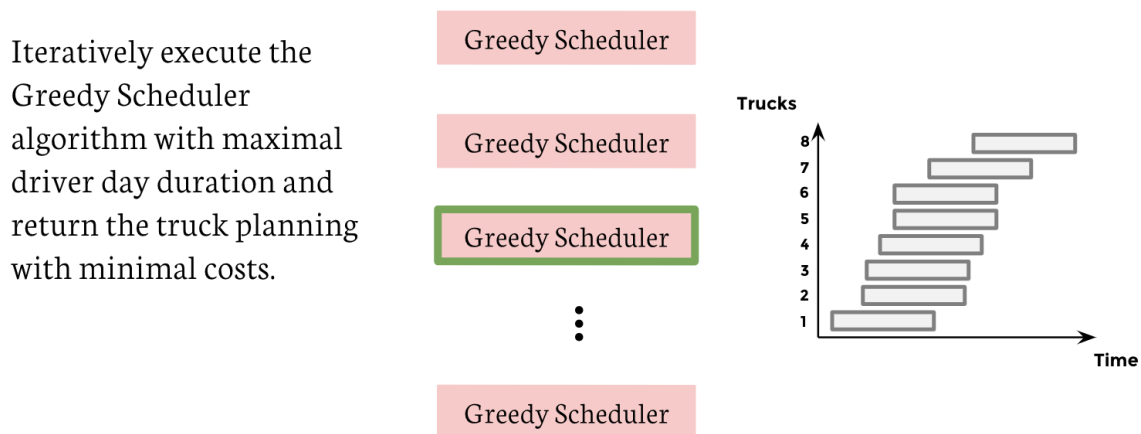 Iteratively execute the
Greedy Scheduler
algorithm with maximal
driver day duration and
return the truck planning
with minimal costs.
Greedy Scheduler
Greedy Scheduler
Greedy Scheduler
Greedy Scheduler
Trucks
8
7
6
5
4
3
2
1
Time